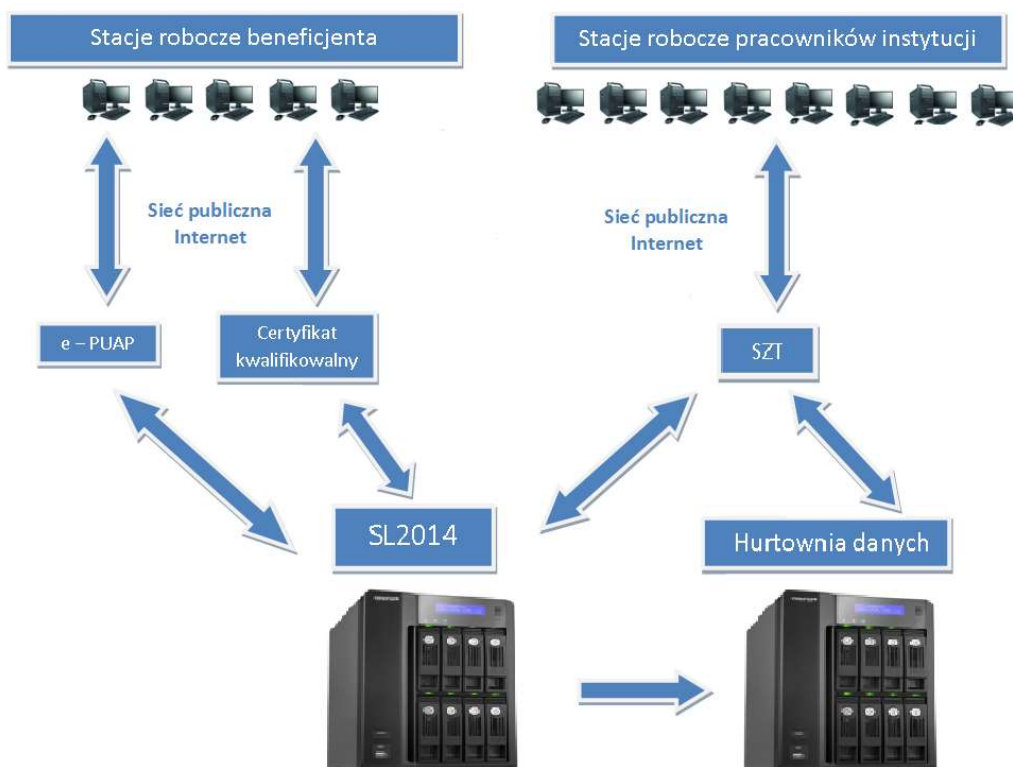 Stacje robocze beneficjenta
Stacje robocze pracowników instytucji
Sieć publiczna
Internet
Sieć publiczna
Internet
e – PUAP
Certyfikat
kwalifikowalny
SZT
SL2014
Hurtownia danych